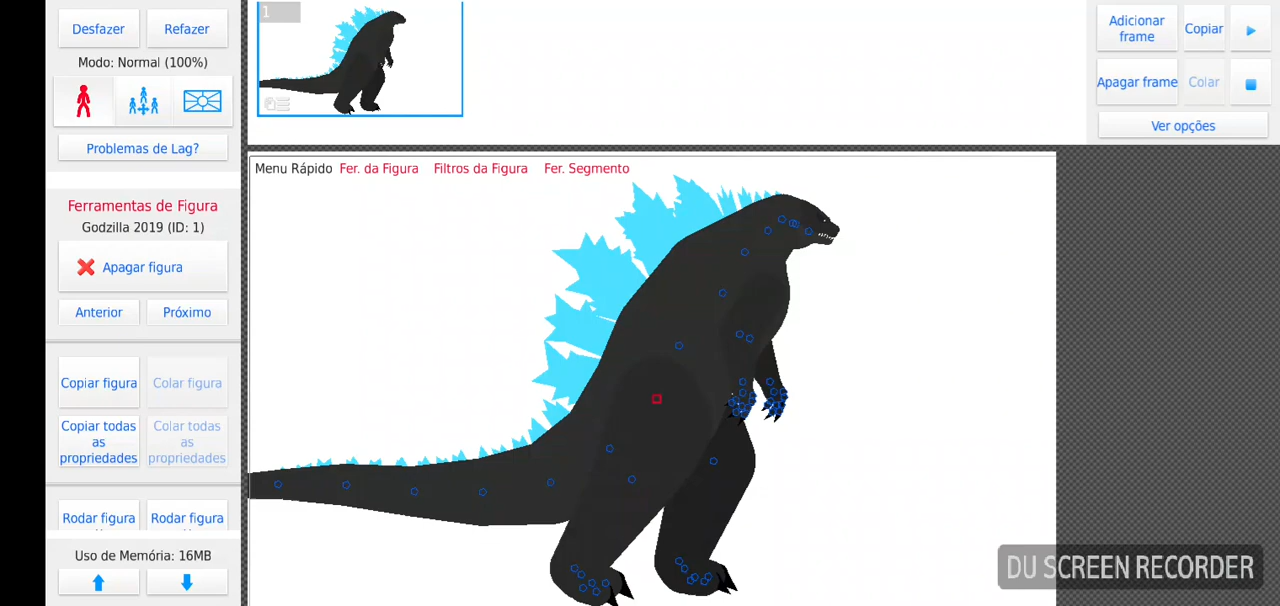 Desfazer
Refazer
Modo: Normal (100%)
Problemas de Lag?
Ferramentas de Figura
Godzilla 2019 (ID: 1)
Apagar figura
Anterior
Próximo
Copiar figura
Colar figura
Copiar todas
as
propriedades
Colar todas
as
propriedades
Rodar figura
Rodar figura
Uso de Memória: 16MB
1
Adicionar
frame
Copiar
Apagar frame
Colar
Ver opções
Menu Rápido Fer. da Figura Filtros da Figura Fer. Segmento
DU SCREEN RECORDER